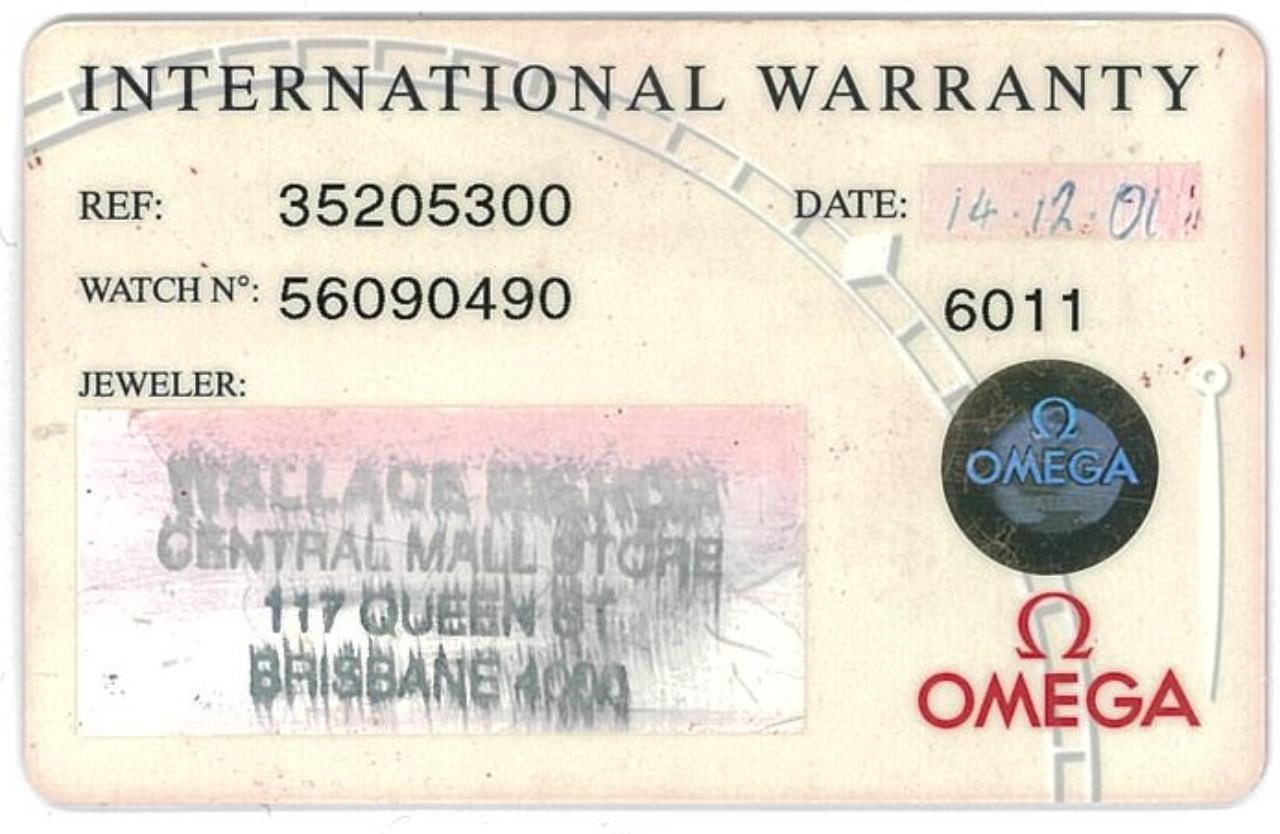 INTERNATIONAL WARRANTY
REF: 35205300
DATE: 14.12.01
WATCH N°: 56090490
6011
JEWELER:
WALLACE
CENTRAL MALL STORE
117 QUEEN ST.
BRISBANE 4000
Ω
OMEGA
Ω
OMEGA